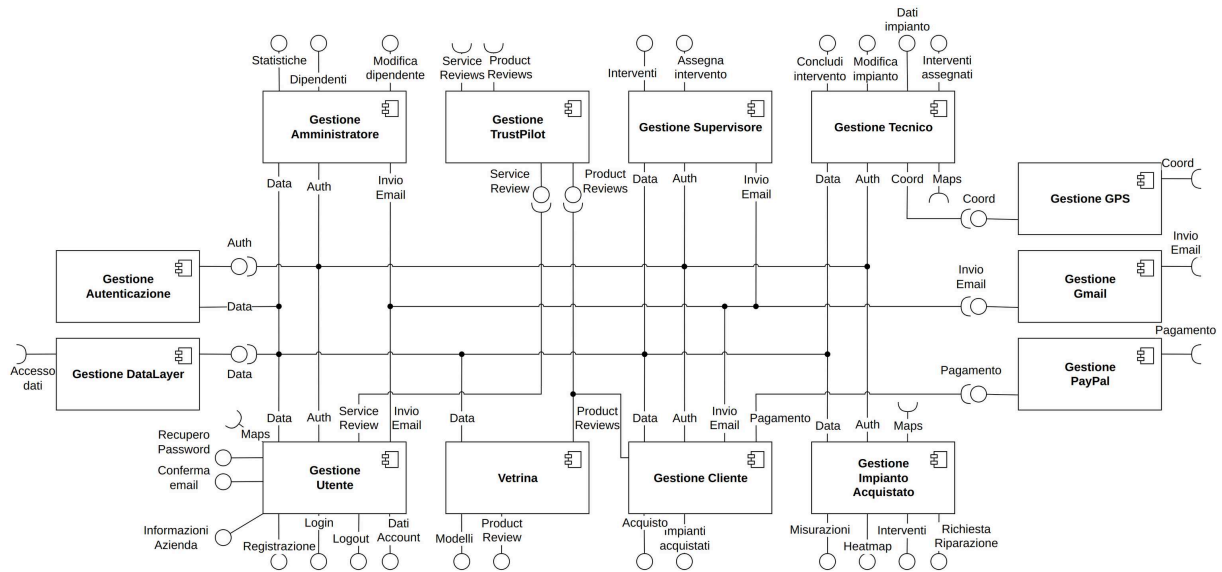 Statistiche
Dipendenti
Modifica
dipendente
Service
Reviews
Product
Reviews
Interventi
Assegna
intervento
Concludi
intervento
Modifica
impianto
Dati
impianto
Interventi
assegnati
Gestione
Amministratore
Gestione
TrustPilot
Gestione Supervisore
Gestione Tecnico
Data
Auth
Invio
Email
Service
Review
Product
Reviews
Data
Auth
Invio
Email
Data
Auth
Coord
Maps
Coord
Gestione GPS
Coord
Auth
Gestione
Autenticazione
Data
Invio
Email
Gestione
Gmail
Invio
Email
Accesso
dati
Gestione DataLayer
Data
Pagamento
Gestione
PayPal
Pagamento
Maps
Data
Auth
Service
Review
Invio
Email
Data
Product
Reviews
Data
Auth
Invio
Email
Pagamento
Data
Auth
Maps
Recupero
Password
Conferma
email
Informazioni
Azienda
Gestione
Utente
Vetrina
Gestione Cliente
Gestione
Impianto
Acquistato
Registrazione
Login
Logout
Dati
Account
Modelli
Product
Review
Acquisto
Impianti
acquistati
Misurazioni
Heatmap
Interventi
Richiesta
Riparazione